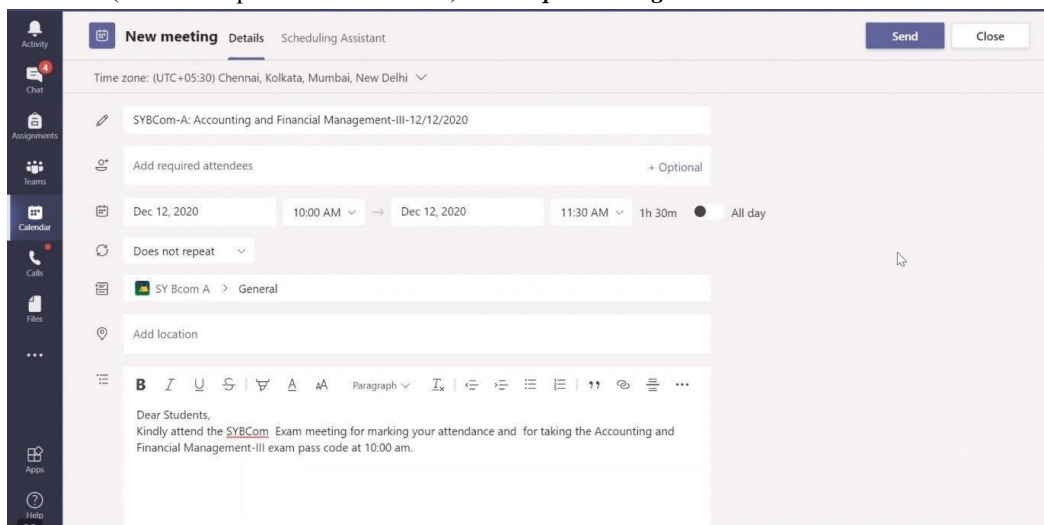 Activity
New meeting Details Scheduling Assistant Send Close
4
Chat
Time zone: (UTC+05:30) Chennai, Kolkata, Mumbai, New Delhi
Assignments
SYBCom-A: Accounting and Financial Management-III-12/12/2020
Teams
Add required attendees + Optional
Calendar
Dec 12, 2020 10:00 AM → Dec 12, 2020 11:30 AM 1h 30m All day
Calls
Does not repeat
Files
SY Bcom A > General
Add location
B I U S A AA Paragraph Tx
Dear Students,
Kindly attend the SYBCom Exam meeting for marking your attendance and for taking the Accounting and
Financial Management-III exam pass code at 10:00 am.
Apps
Help